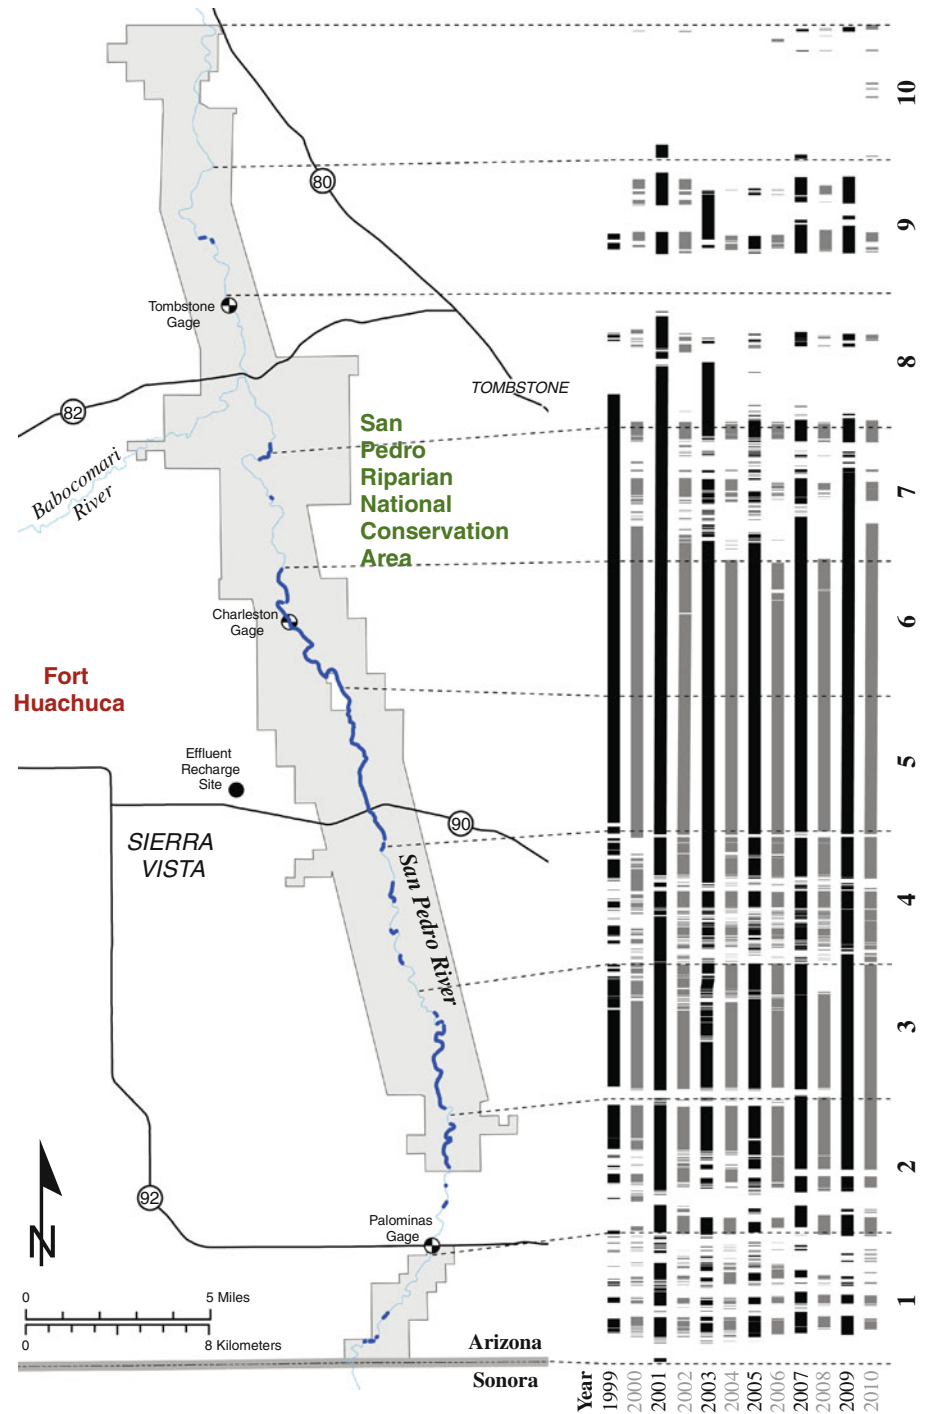 10
80
9
Tombstone
Gage
8
TOMBSTONE
82
San
Pedro
Riparian
National
Conservation
Area
Babocomari
River
7
Charleston
Gage
6
Fort
Huachuca
Effluent
Recharge
Site
5
90
SIERRA
VISTA
San Pedro River
4
3
2
92
N
Palominas
Gage
1
0 5 Miles
0 8 Kilometers
Arizona
Sonora
Year 1999 2000 2001 2002 2003 2004 2005 2006 2007 2008 2009 2010